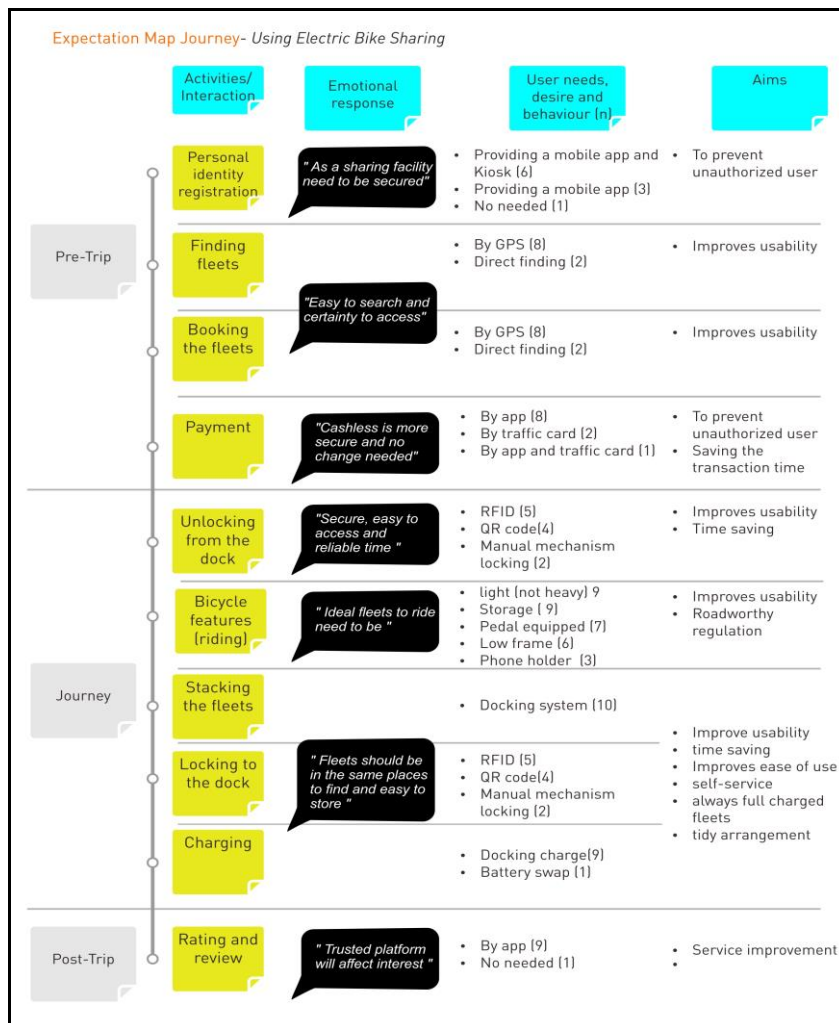 Expectation Map Journey- Using Electric Bike Sharing
Activities/
Interaction
Emotional
response
User needs,
desire and
behaviour (n)
Aims
Pre-Trip
Personal
identity
registration
" As a sharing facility
need to be secured"
• Providing a mobile app and
Kiosk (6)
• Providing a mobile app (3)
• No needed (1)
• To prevent
unauthorized user
Finding
fleets
"Easy to search and
certainty to access"
• By GPS (8)
• Direct finding (2)
• Improves usability
Booking
the fleets
• By GPS (8)
• Direct finding (2)
• Improves usability
Payment
"Cashless is more
secure and no
change needed"
• By app (8)
• By traffic card (2)
• By app and traffic card (1)
• To prevent
unauthorized user
• Saving the
transaction time
Journey
Unlocking
from the
dock
"Secure, easy to
access and
reliable time "
• RFID (5)
• QR code(4)
• Manual mechanism
locking (2)
• Improves usability
• Time saving
Bicycle
features
(riding)
" Ideal fleets to ride
need to be "
• light (not heavy) 9
• Storage ( 9)
• Pedal equipped (7)
• Low frame (6)
• Phone holder (3)
• Improves usability
• Roadworthy
regulation
Stacking
the fleets
• Docking system (10)
Locking to
the dock
" Fleets should be
in the same places
to find and easy to
store "
• RFID (5)
• QR code(4)
• Manual mechanism
locking (2)
• Improve usability
• time saving
• Improves ease of use
• self-service
• always full charged
fleets
• tidy arrangement
Charging
• Docking charge(9)
• Battery swap (1)
Post-Trip
Rating and
review
" Trusted platform
will affect interest "
• By app (9)
• No needed (1)
• Service improvement
•